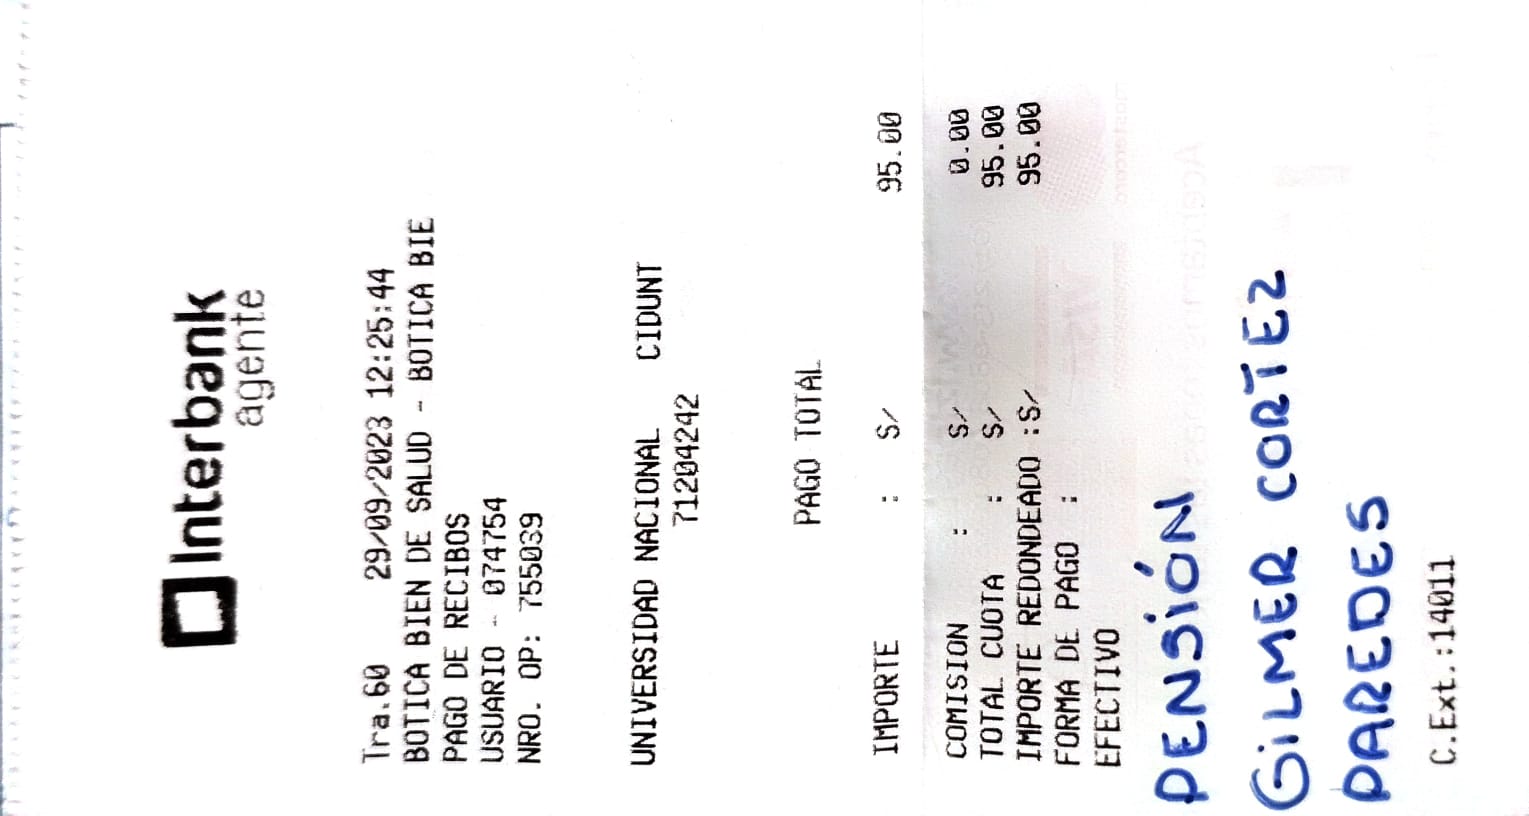 Interbank
agente
Tra.60 29/09/2023 12:25:44
BOTICA BIEN DE SALUD - BOTICA BIE
PAGO DE RECIBOS
USUARIO - 074754
NRO. OP: 755039
UNIVERSIDAD NACIONAL CIDUNT
71204242
PAGO TOTAL
IMPORTE : S/ 95.00
COMISION : S/ 0.00
TOTAL CUOTA : S/ 95.00
IMPORTE REDONDEADO :S/ 95.00
FORMA DE PAGO :
EFECTIVO
PENSIÓN
GILMER CORTEZ
PAREDES
C.Ext.:14011